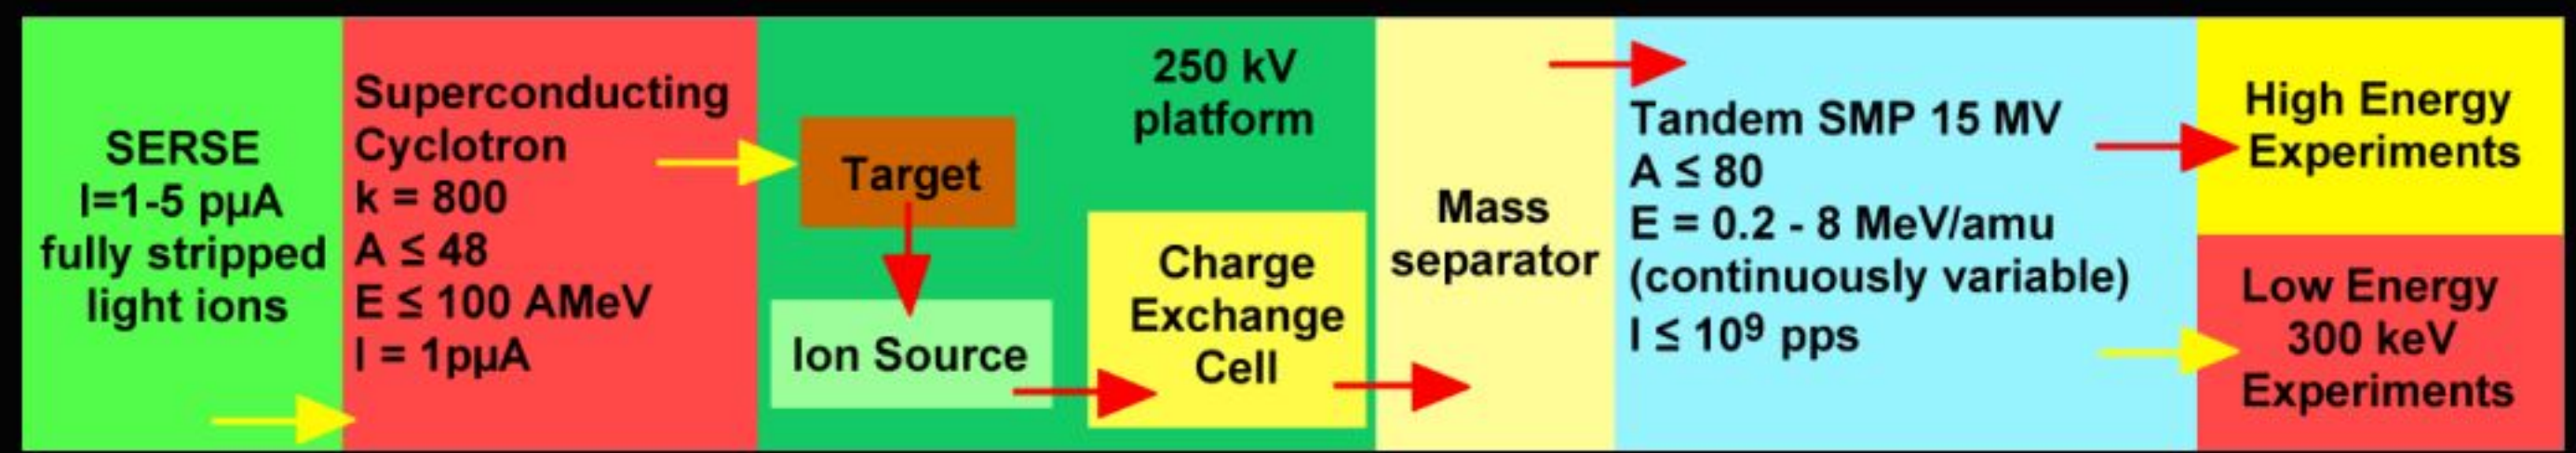 SERSE
I=1-5 pµA
fully stripped
light ions
Superconducting
Cyclotron
k = 800
A ≤ 48
E ≤ 100 AMeV
I = 1pµA
250 kV
platform
Target
Ion Source
Charge
Exchange
Cell
Mass
separator
Tandem SMP 15 MV
A ≤ 80
E = 0.2 - 8 MeV/amu
(continuously variable)
I ≤ 10⁹ pps
High Energy
Experiments
Low Energy
300 keV
Experiments